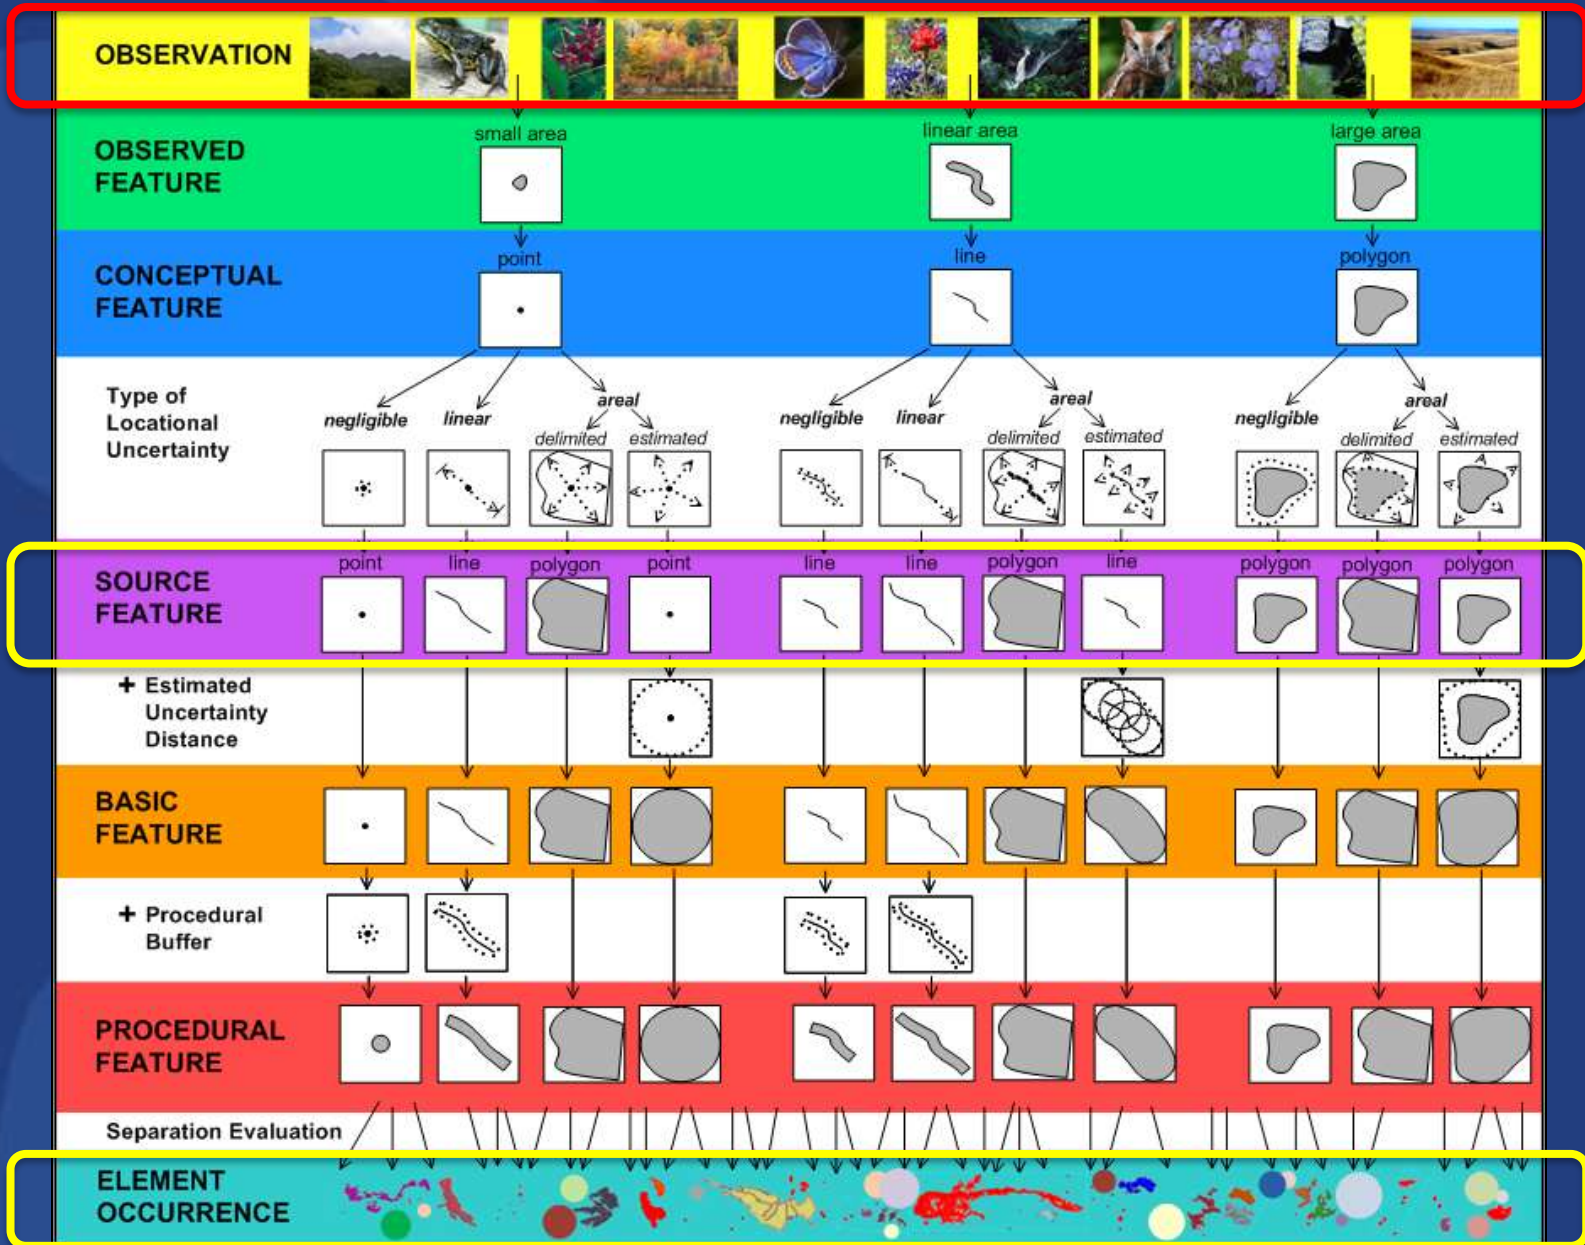 OBSERVATION
OBSERVED
FEATURE
small area
linear area
large area
CONCEPTUAL
FEATURE
point
line
polygon
Type of
Locational
Uncertainty
negligible
linear
areal
delimited
estimated
negligible
linear
areal
delimited
estimated
negligible
areal
delimited
estimated
SOURCE
FEATURE
point
line
polygon
point
line
line
polygon
line
polygon
polygon
polygon
+ Estimated
Uncertainty
Distance
BASIC
FEATURE
+ Procedural
Buffer
PROCEDURAL
FEATURE
Separation Evaluation
ELEMENT
OCCURRENCE